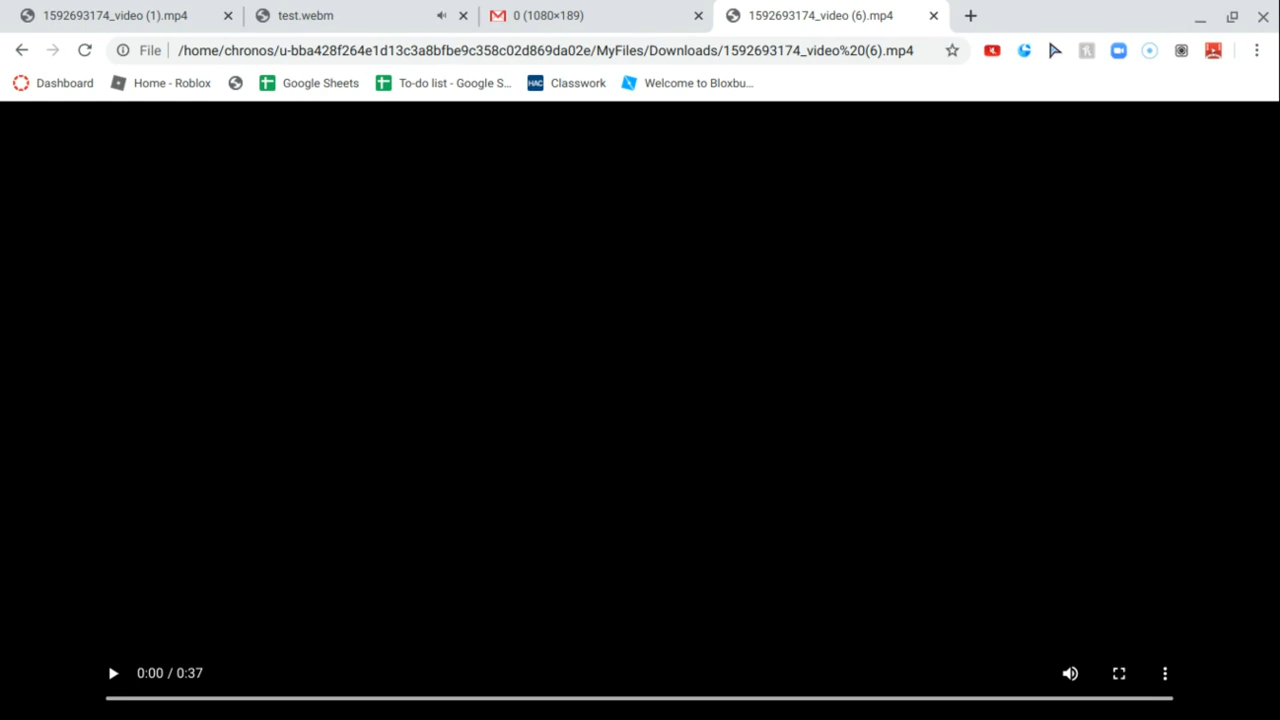 1592693174_video (1).mp4 test.webm 0 (1080×189) 1592693174_video (6).mp4
File /home/chronos/u-bba428f264e1d13c3a8bfbe9c358c02d869da02e/MyFiles/Downloads/1592693174_video%20(6).mp4
Dashboard Home - Roblox Google Sheets To-do list - Google S... HAC Classwork Welcome to Bloxbu...
0:00 / 0:37